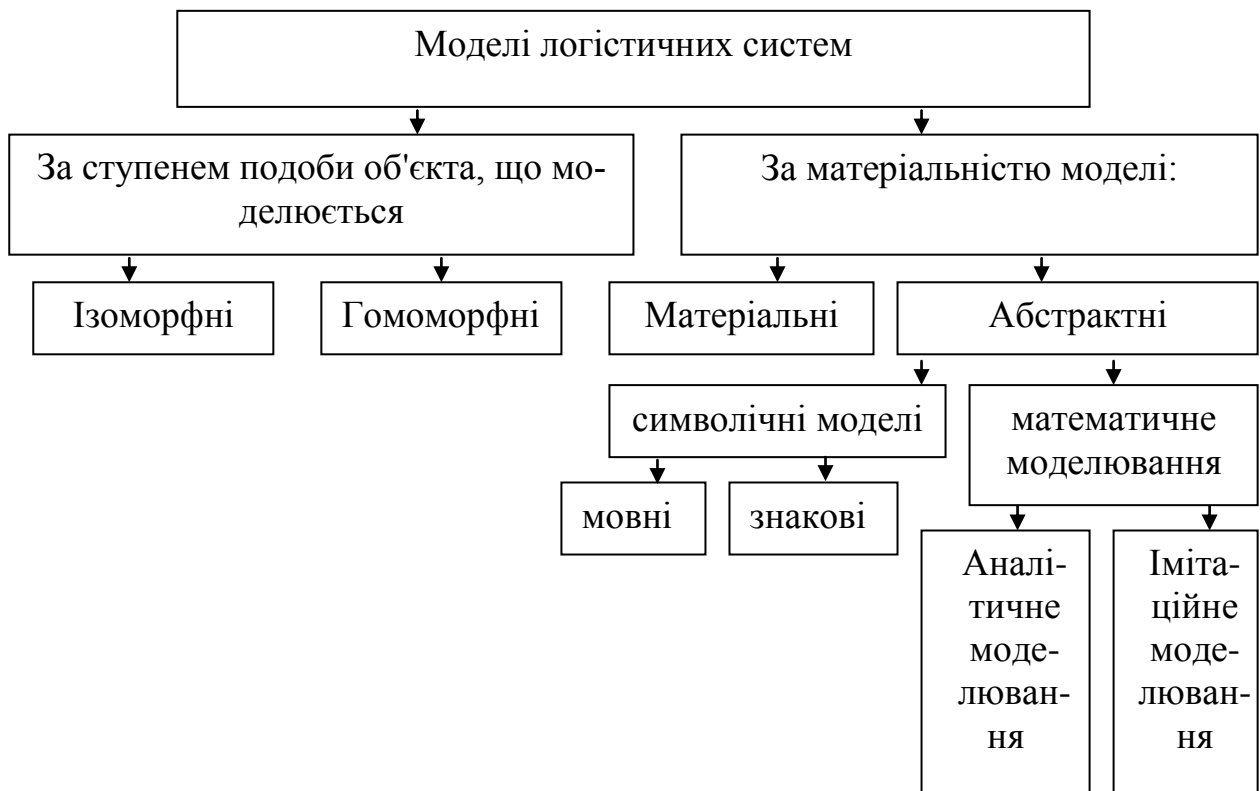 Моделі логістичних систем
За ступенем подоби об'єкта, що мо-
делюється
За матеріальністю моделі:
Ізоморфні
Гомоморфні
Матеріальні
Абстрактні
символічні моделі
математичне
моделювання
мовні
знакові
Аналі-
тичне
моде-
люван-
ня
Іміта-
ційне
моде-
люван-
ня